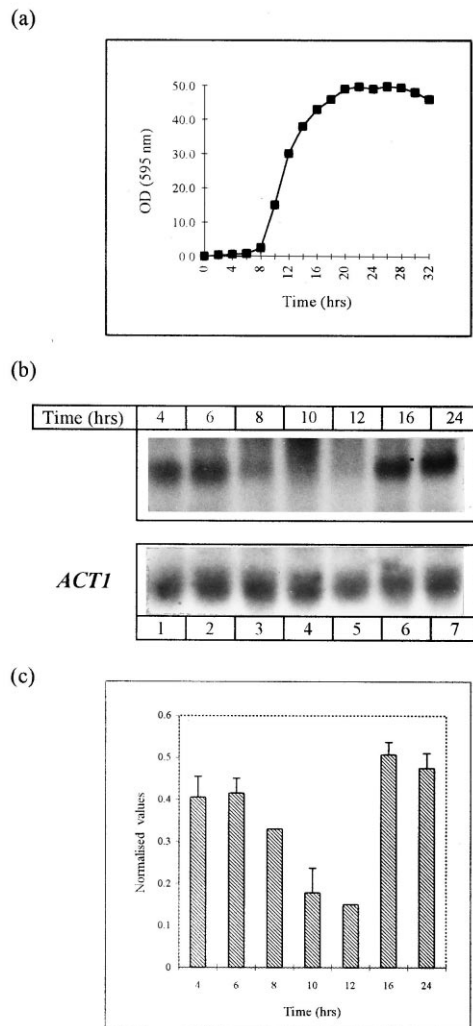 (a)
50.0
40.0
30.0
20.0
10.0
0.0
OD (595 nm)
0 4 8 12 16 20 24 28 32
Time (hrs)
(b)
Time (hrs) 4 6 8 10 12 16 24
ACT1
1 2 3 4 5 6 7
(c)
0.6
0.5
0.4
0.3
0.2
0.1
0
Normalised values
4 6 8 10 12 16 24
Time (hrs)